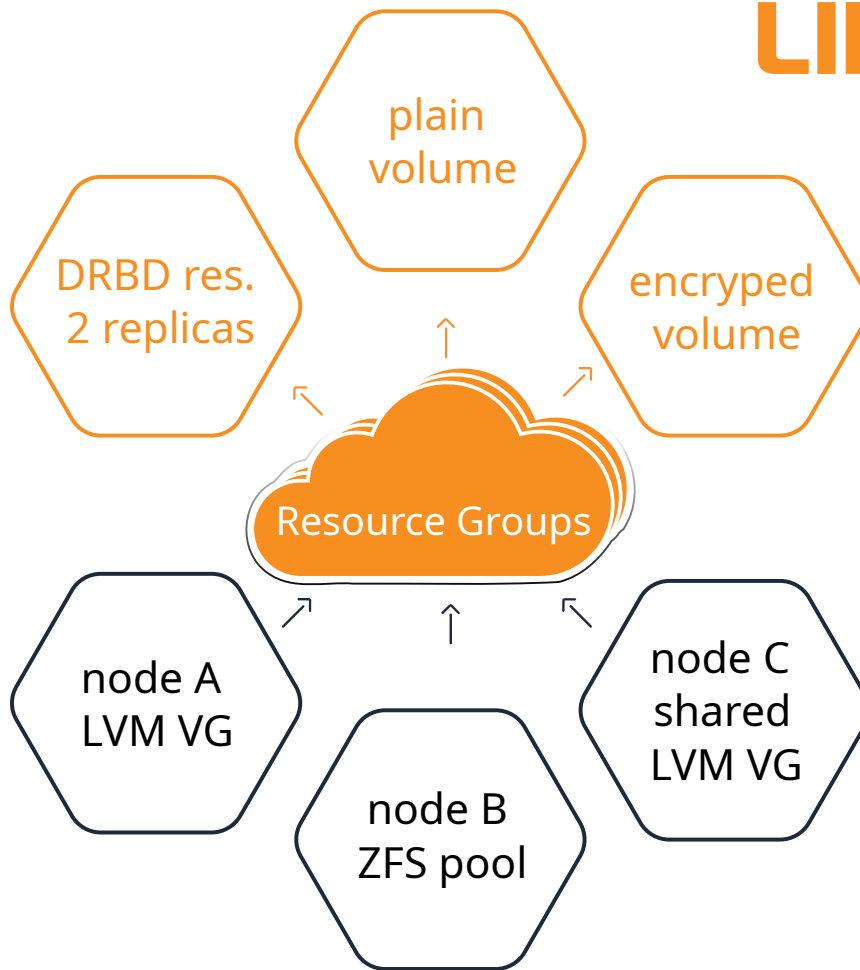 plain
volume
DRBD res.
2 replicas
encryped
volume
Resource Groups
node A
LVM VG
node C
shared
LVM VG
node B
ZFS pool